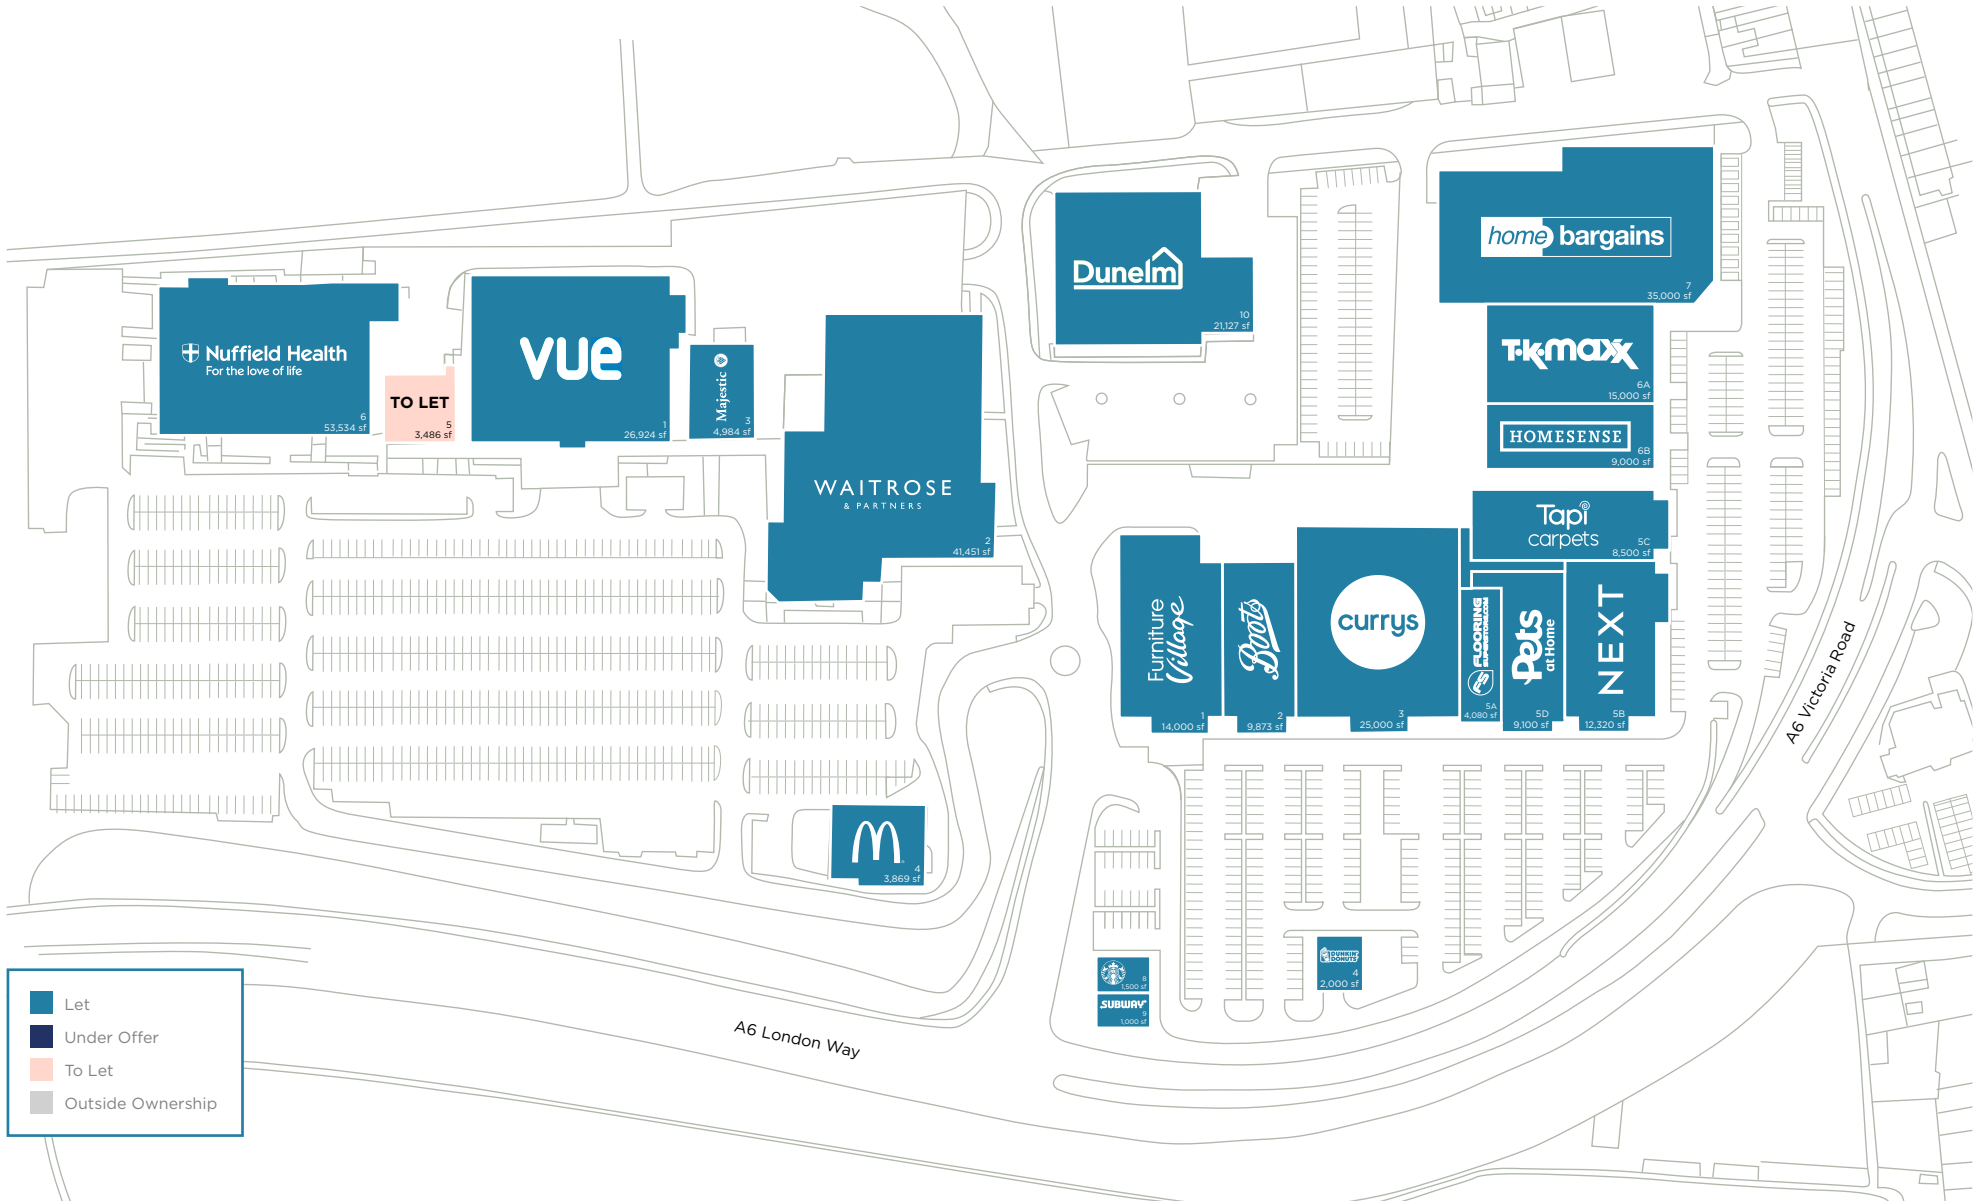 Nuffield Health
For the love of life
6
53,534 sf
TO LET
5
3,486 sf
vue
1
26,924 sf
Majestic
3
4,984 sf
WAITROSE
& PARTNERS
2
41,451 sf
M
4
3,869 sf
Dunelm
10
21,127 sf
home bargains
7
35,000 sf
T·K·maxx
6A
15,000 sf
HOMESENSE
6B
9,000 sf
Tapi
carpets
5C
8,500 sf
Furniture
Village
1
14,000 sf
Boots
2
9,873 sf
currys
3
25,000 sf
FS FLOORING
SUPERSTORE.COM
5A
4,080 sf
Pets
at Home
5D
9,100 sf
NEXT
5B
12,320 sf
DUNKIN'
DONUTS
4
2,000 sf
8
1,500 sf
SUBWAY
9
1,000 sf
A6 Victoria Road
A6 London Way
Let
Under Offer
To Let
Outside Ownership